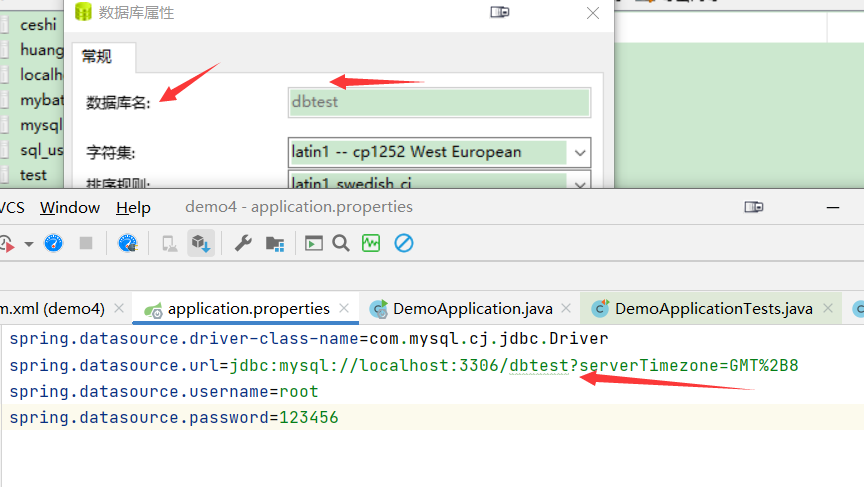 数据库属性
ceshi
huang
常规
localh
mybat
数据库名:
dbtest
mysql
sql_us
字符集:
latin1 -- cp1252 West European
test
排序规则:
latin1_swedish_ci
VCS Window Help demo4 - application.properties
m.xml (demo4) application.properties DemoApplication.java DemoApplicationTests.java
spring.datasource.driver-class-name=com.mysql.cj.jdbc.Driver
spring.datasource.url=jdbc:mysql://localhost:3306/dbtest?serverTimezone=GMT%2B8
spring.datasource.username=root
spring.datasource.password=123456